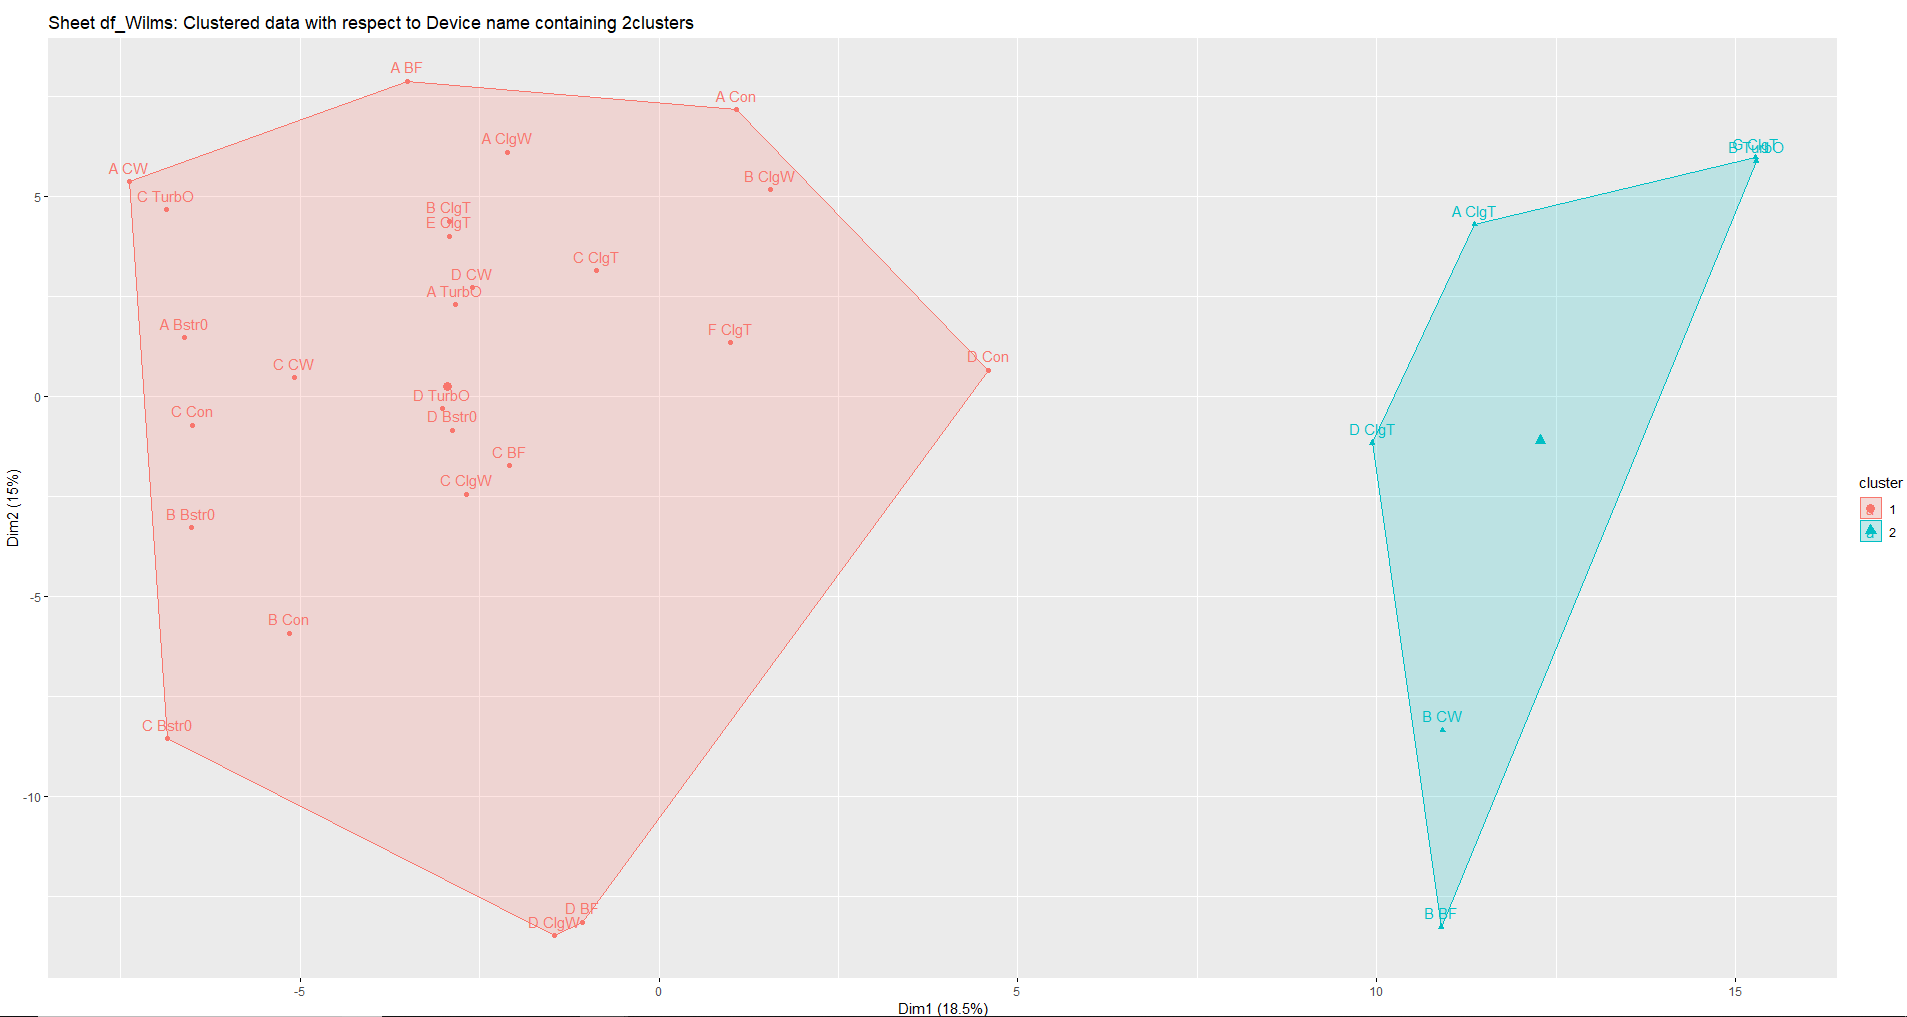 Sheet df_Wilms: Clustered data with respect to Device name containing 2clusters
A BF
A Con
A ClgW
G ClgT
B TurbO
A CW
B ClgW
C TurbO
5
B ClgT
A ClgT
E ClgT
C ClgT
D CW
A TurbO
A Bstr0
F ClgT
D Con
C CW
0
D TurbO
C Con
D Bstr0
D ClgT
C BF
C ClgW
Dim2 (15%)
cluster
1
2
B Bstr0
-5
B Con
B CW
C Bstr0
-10
D BF
B BF
D ClgW
-5
0
5
10
15
Dim1 (18.5%)